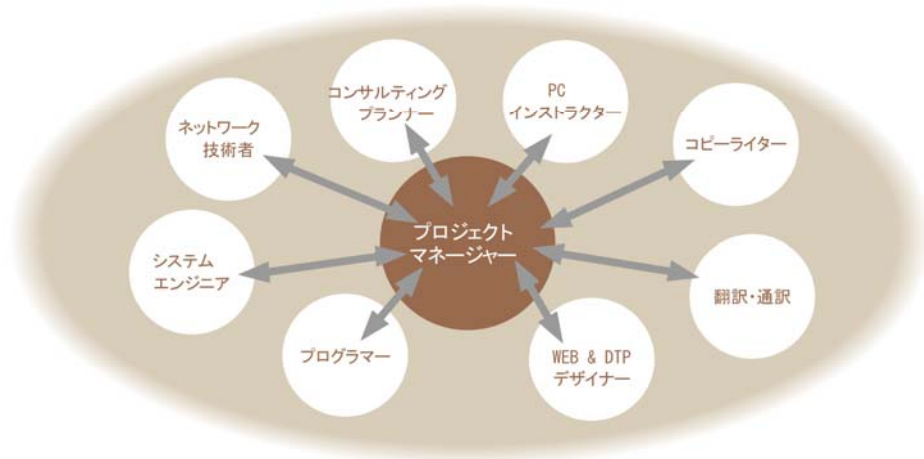 コンサルティング
プランナー
PC
インストラクター
ネットワーク
技術者
コピーライター
プロジェクト
マネージャー
システム
エンジニア
翻訳・通訳
プログラマー
WEB & DTP
デザイナー